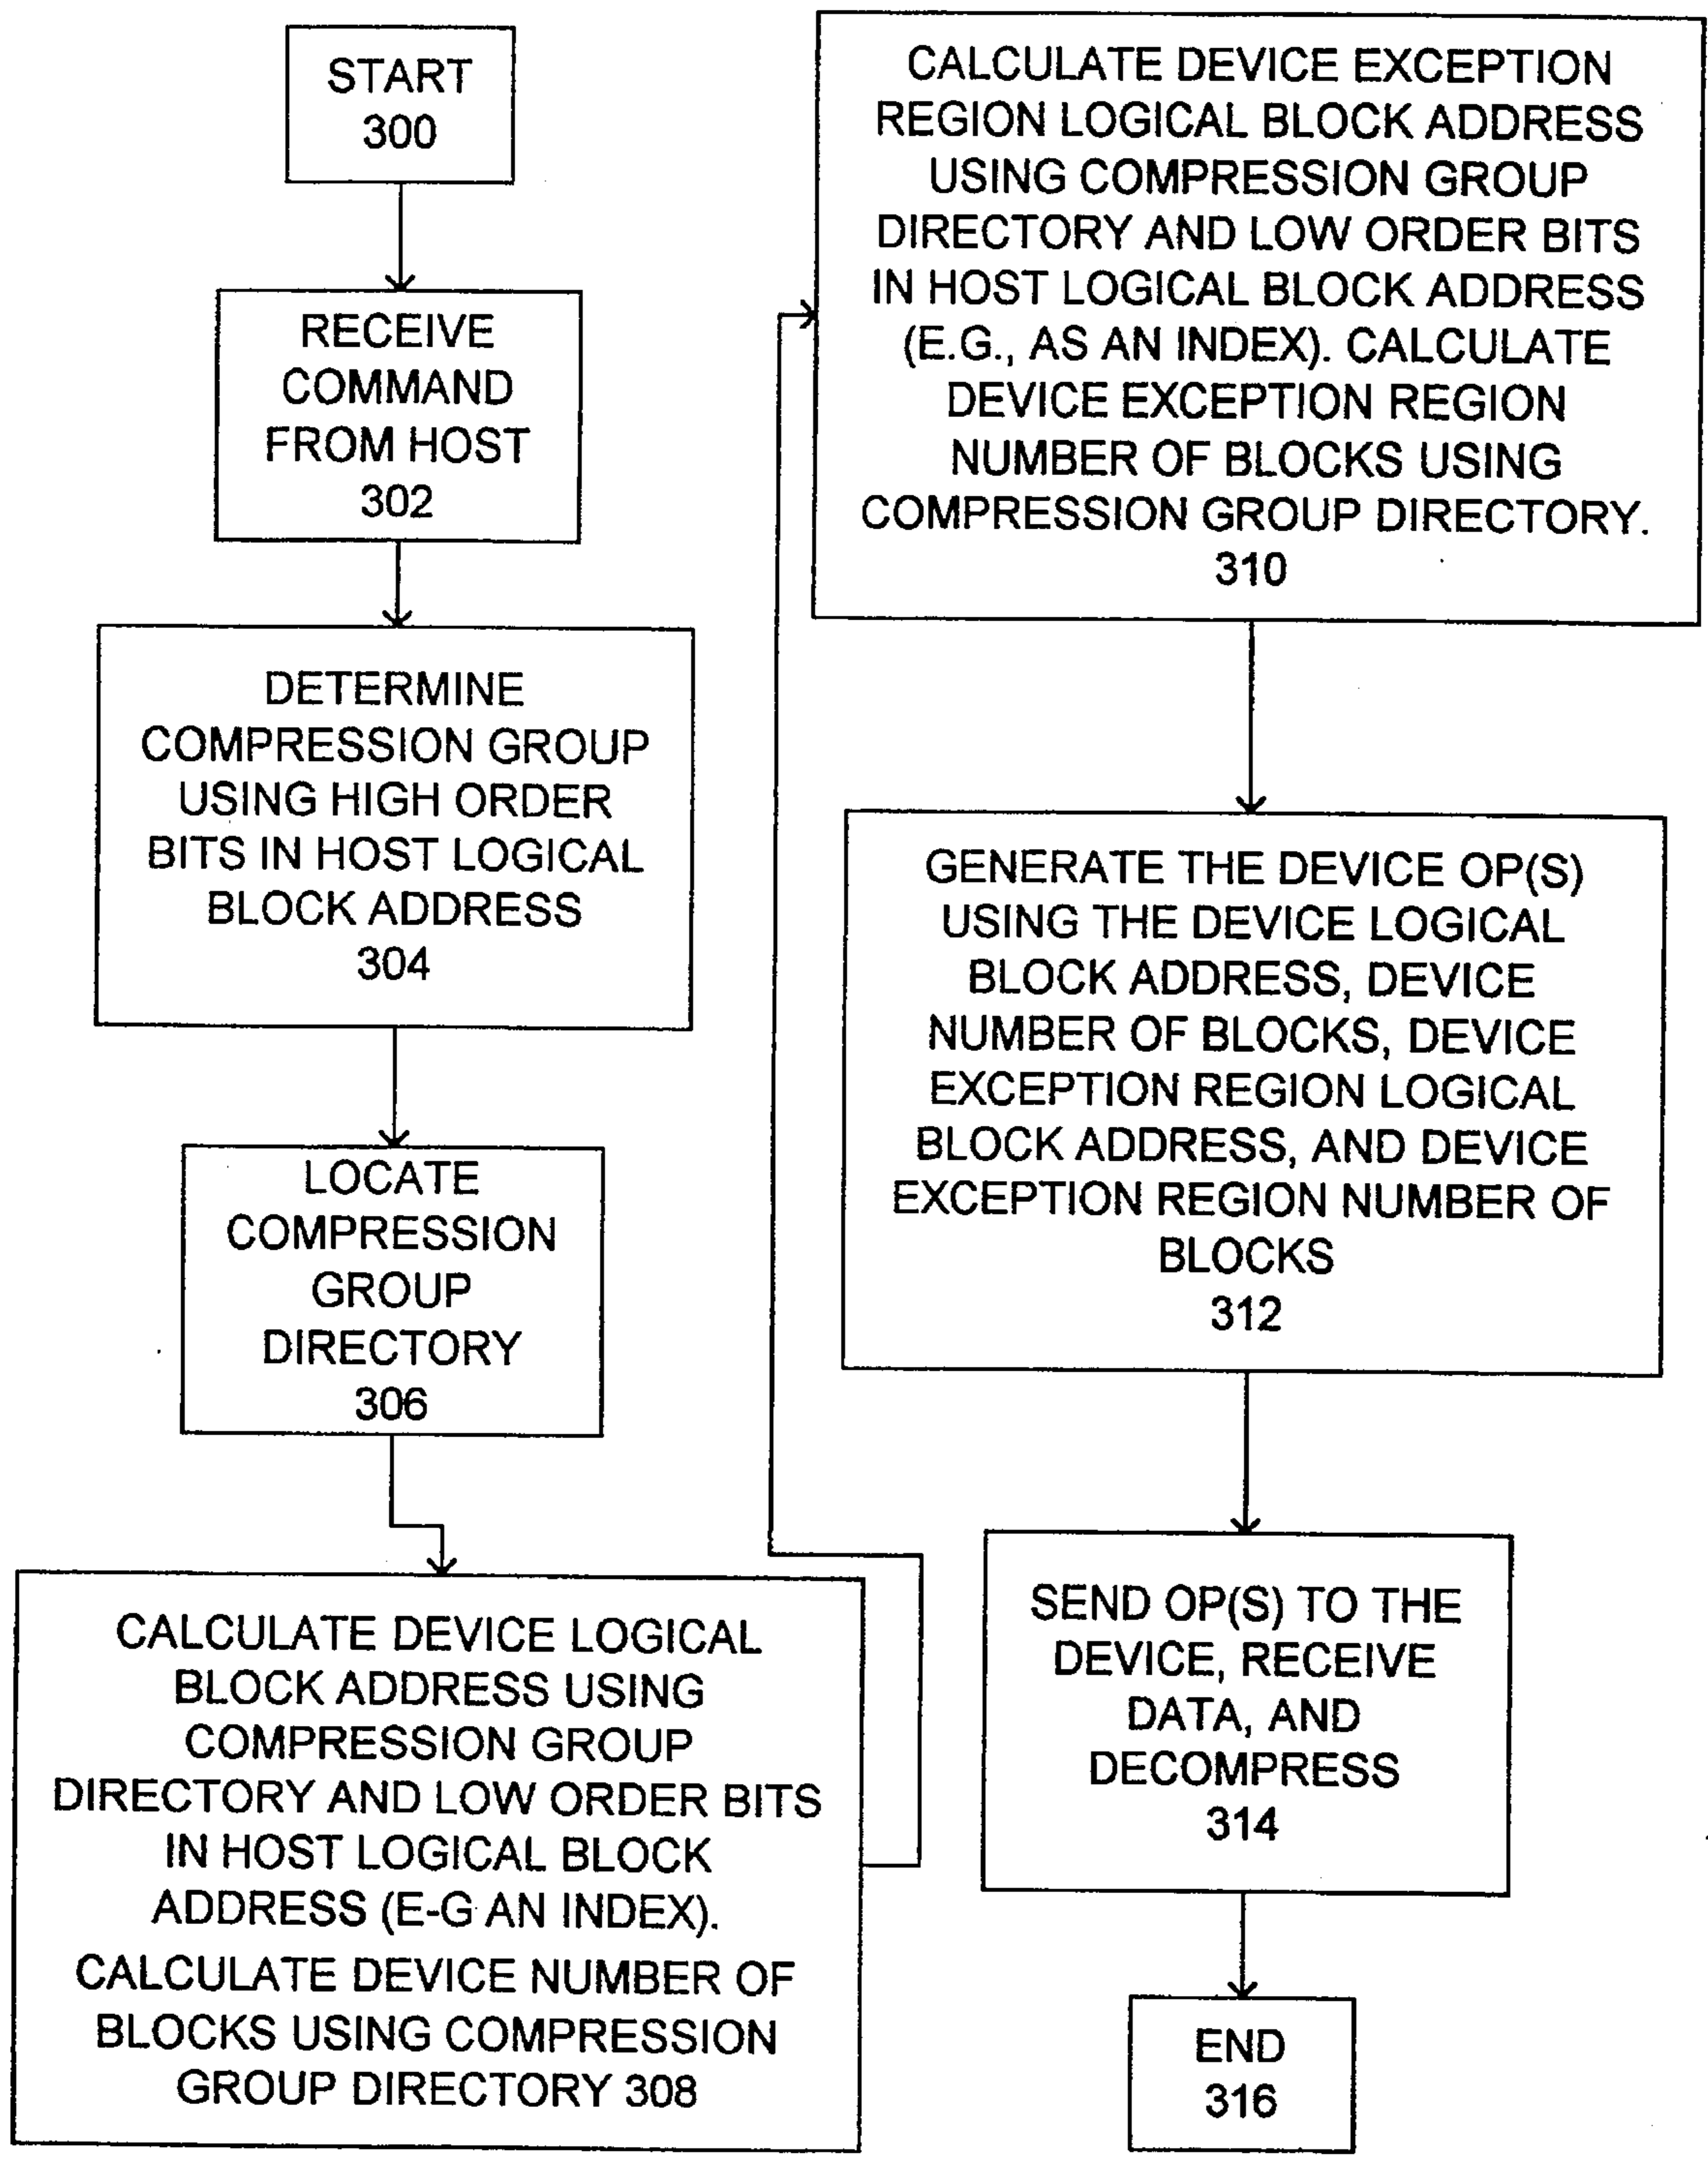 START
300
RECEIVE
COMMAND
FROM HOST
302
DETERMINE
COMPRESSION GROUP
USING HIGH ORDER
BITS IN HOST LOGICAL
BLOCK ADDRESS
304
LOCATE
COMPRESSION
GROUP
DIRECTORY
306
CALCULATE DEVICE LOGICAL
BLOCK ADDRESS USING
COMPRESSION GROUP
DIRECTORY AND LOW ORDER BITS
IN HOST LOGICAL BLOCK
ADDRESS (E-G AN INDEX).
CALCULATE DEVICE NUMBER OF
BLOCKS USING COMPRESSION
GROUP DIRECTORY 308
CALCULATE DEVICE EXCEPTION
REGION LOGICAL BLOCK ADDRESS
USING COMPRESSION GROUP
DIRECTORY AND LOW ORDER BITS
IN HOST LOGICAL BLOCK ADDRESS
(E.G., AS AN INDEX). CALCULATE
DEVICE EXCEPTION REGION
NUMBER OF BLOCKS USING
COMPRESSION GROUP DIRECTORY.
310
GENERATE THE DEVICE OP(S)
USING THE DEVICE LOGICAL
BLOCK ADDRESS, DEVICE
NUMBER OF BLOCKS, DEVICE
EXCEPTION REGION LOGICAL
BLOCK ADDRESS, AND DEVICE
EXCEPTION REGION NUMBER OF
BLOCKS
312
SEND OP(S) TO THE
DEVICE, RECEIVE
DATA, AND
DECOMPRESS
314
END
316